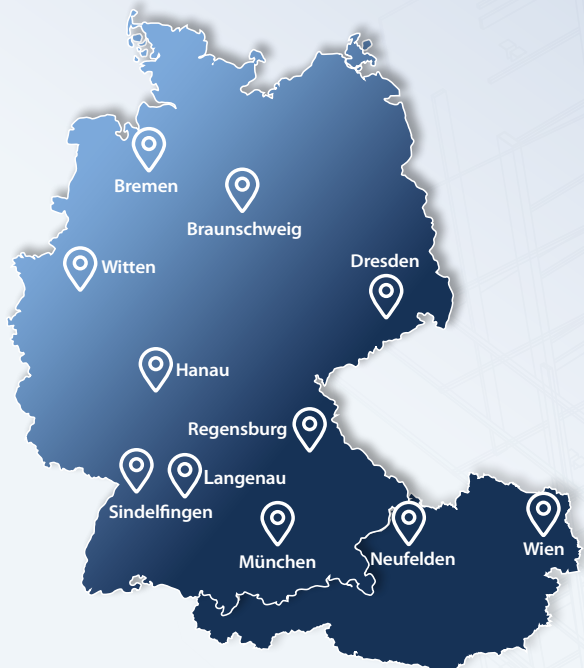 Bremen
Braunschweig
Witten
Dresden
Hanau
Regensburg
Langenau
Sindelfingen
München
Neufelden
Wien